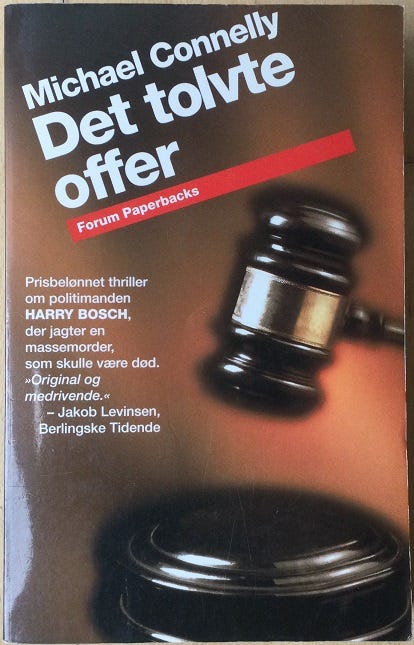 Michael Connelly
Det tolvte
offer
Forum Paperbacks
Prisbelønnet thriller
om politimanden
HARRY BOSCH,
der jagter en
massemorder,
som skulle være død.
»Original og
medrivende.«
– Jakob Levinsen,
Berlingske Tidende